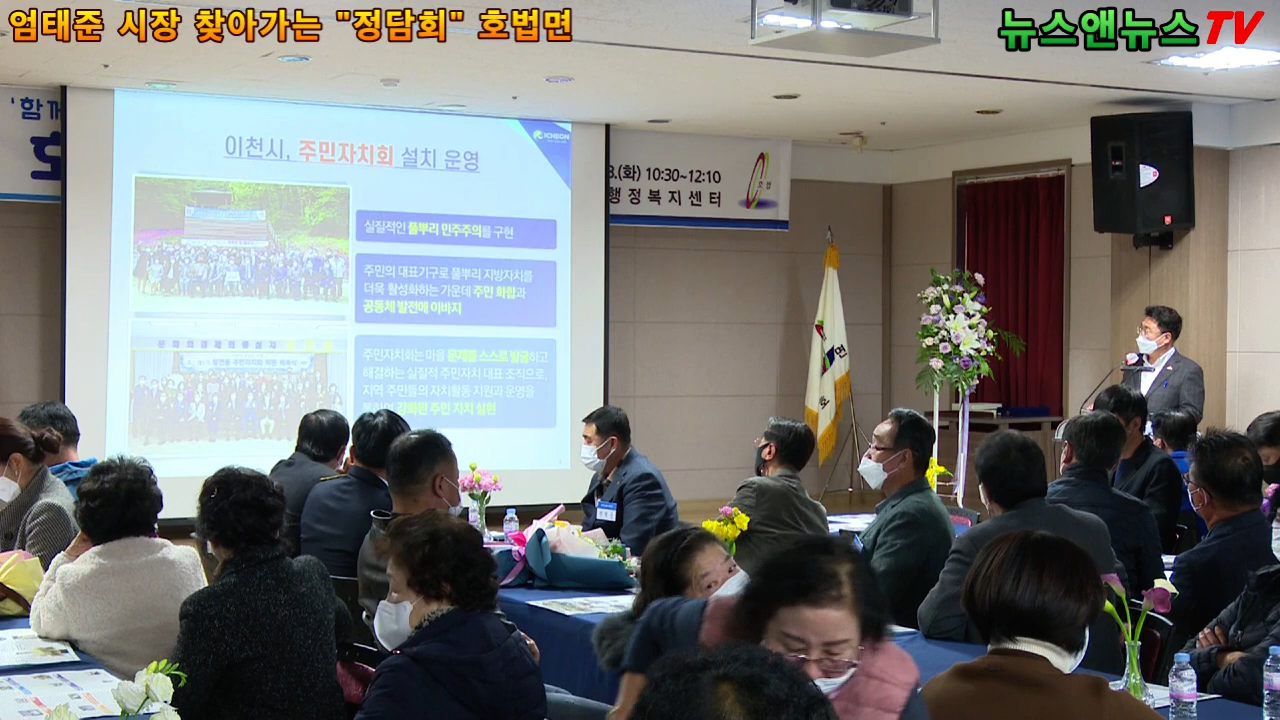 엄태준 시장 찾아가는 "정담회" 호법면
뉴스앤뉴스TV
'함께
ICHEON
이천시, 주민자치회 설치 운영
.(화) 10:30~12:10
행정복지센터
실질적인 풀뿌리 민주주의를 구현
주민의 대표기구로 풀뿌리 지방자치를
더욱 활성화하는 가운데 주민 화합과
공동체 발전에 이바지
주민자치회는 마을 문제를 스스로 발굴하고
해결하는 실질적 주민자치 대표 조직으로,
지역 주민들의 자치활동 지원과 운영을
강화된 주민 자치 실현